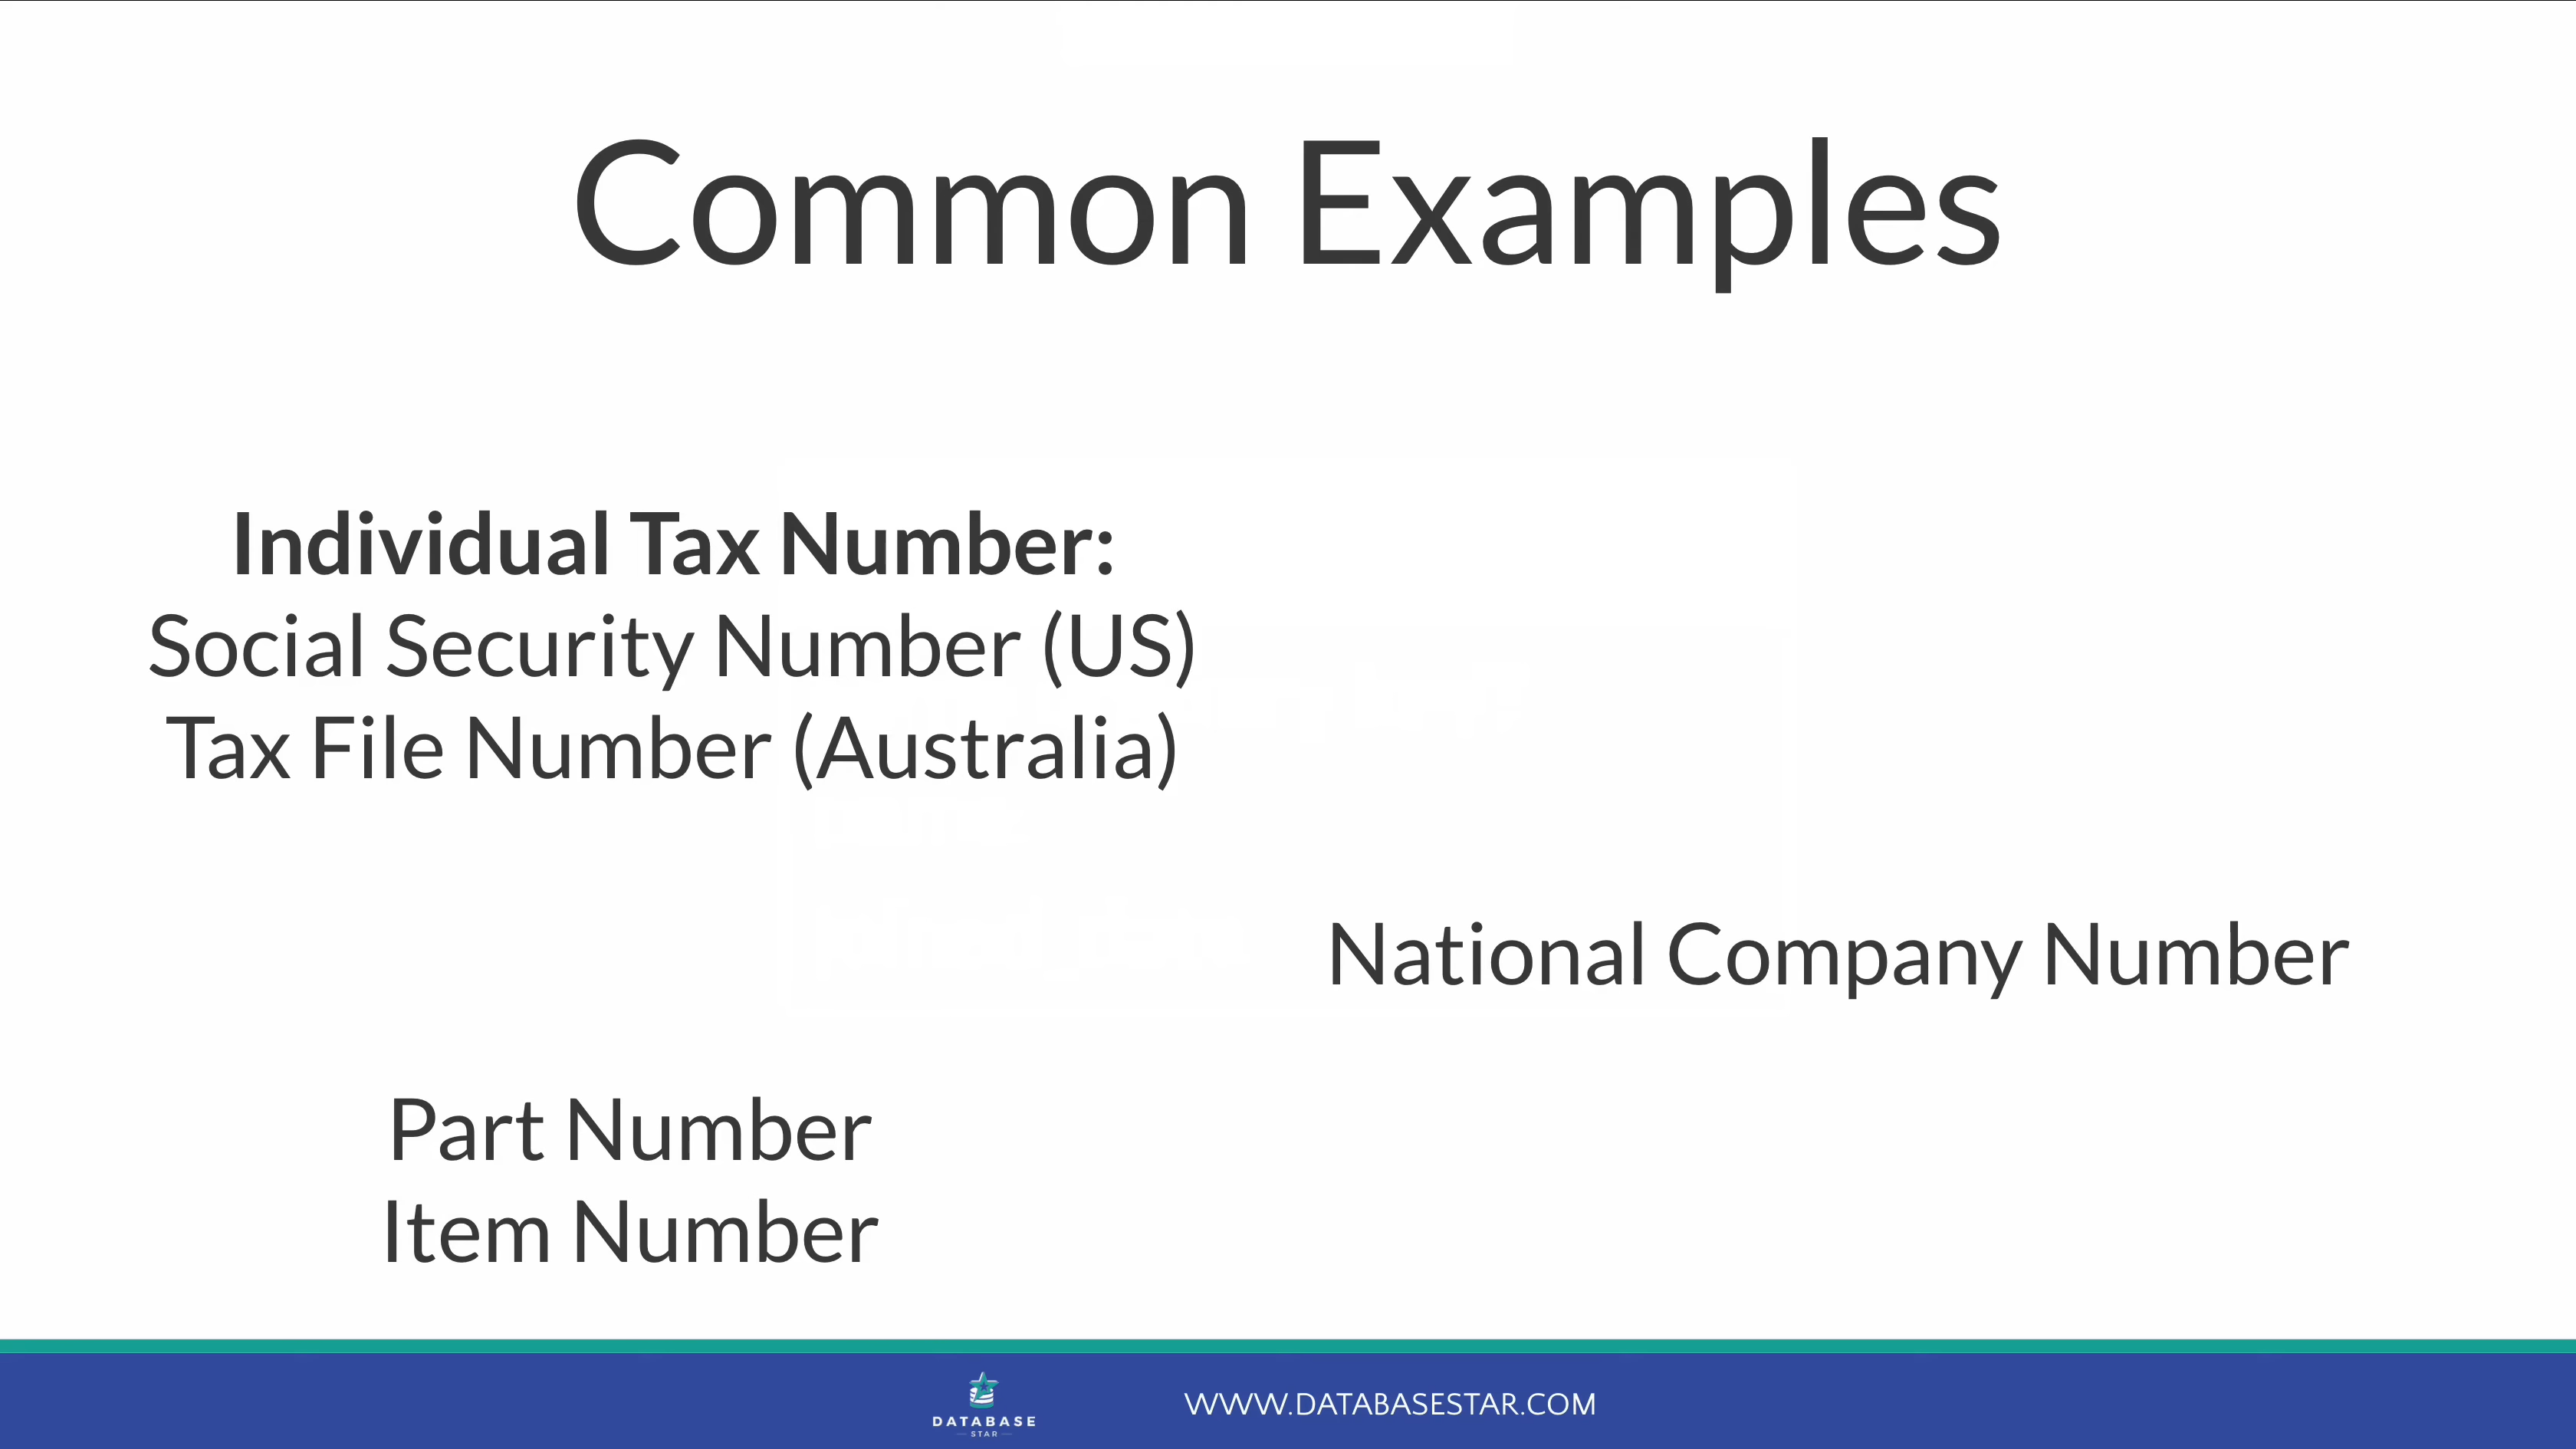 Common Examples
Individual Tax Number:
Social Security Number (US)
Tax File Number (Australia)
National Company Number
Part Number
Item Number
DATABASE
STAR
WWW.DATABASESTAR.COM